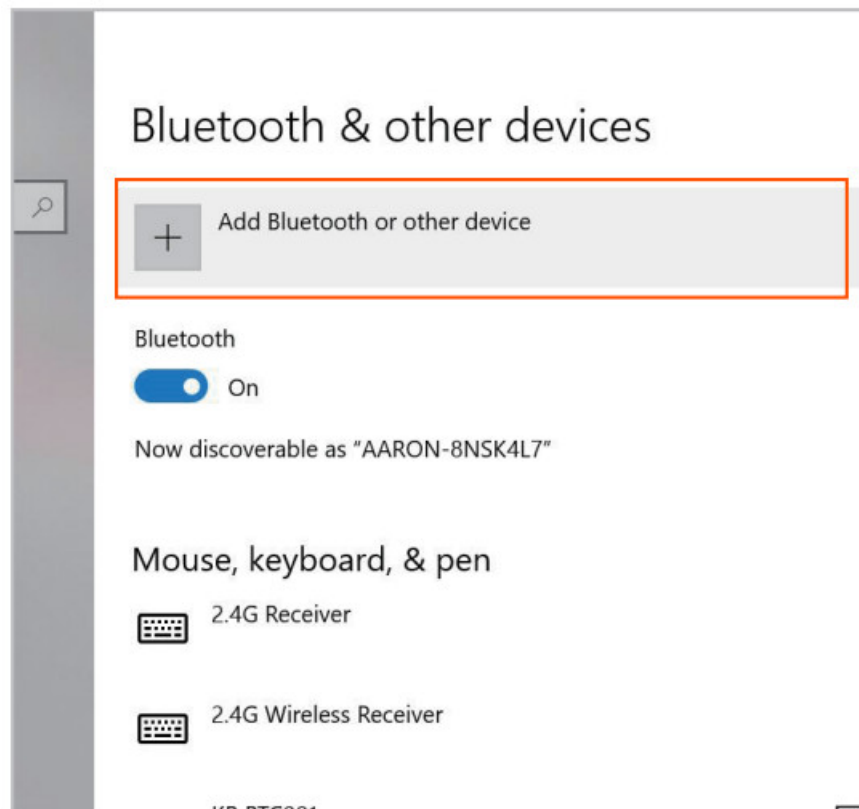 Bluetooth & other devices
Add Bluetooth or other device
Bluetooth
On
Now discoverable as “AARON-8NSK4L7”
Mouse, keyboard, & pen
2.4G Receiver
2.4G Wireless Receiver